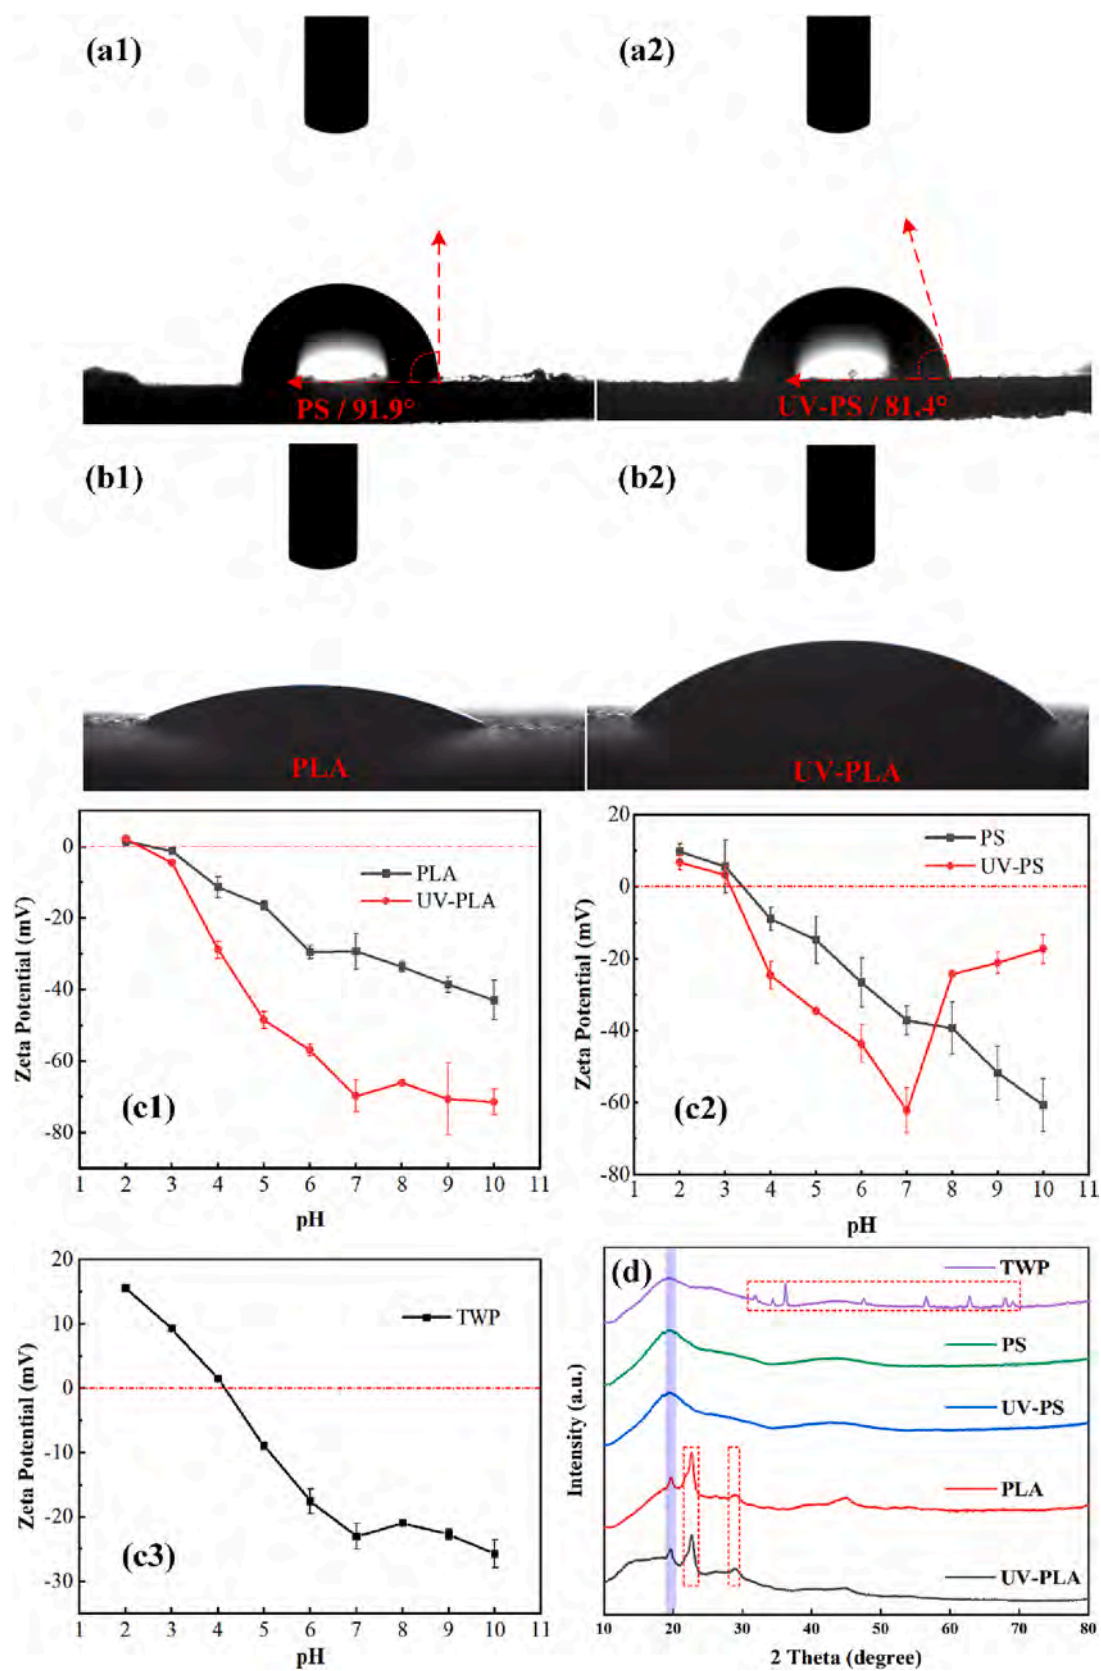 (a1)
(a2)
PS / 91.9°
UV-PS / 81.4°
(b1)
(b2)
PLA
UV-PLA
0
-20
-40
-60
-80
Zeta Potential (mV)
PLA
UV-PLA
(c1)
1 2 3 4 5 6 7 8 9 10 11
pH
20
0
-20
-40
-60
-80
Zeta Potential (mV)
PS
UV-PS
(c2)
1 2 3 4 5 6 7 8 9 10 11
pH
20
10
0
-10
-20
-30
Zeta Potential (mV)
TWP
(c3)
1 2 3 4 5 6 7 8 9 10 11
pH
(d)
Intensity (a.u.)
TWP
PS
UV-PS
PLA
UV-PLA
10 20 30 40 50 60 70 80
2 Theta (degree)